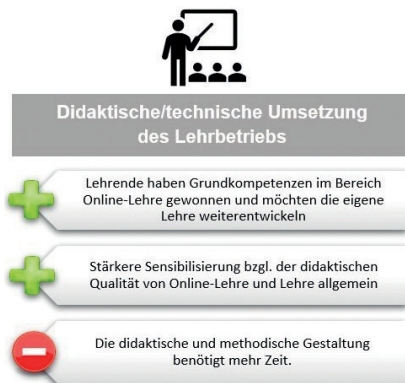 Didaktische/technische Umsetzung
des Lehrbetriebs
Lehrende haben Grundkompetenzen im Bereich
Online-Lehre gewonnen und möchten die eigene
Lehre weiterentwickeln
Stärkere Sensibilisierung bzgl. der didaktischen
Qualität von Online-Lehre und Lehre allgemein
Die didaktische und methodische Gestaltung
benötigt mehr Zeit.